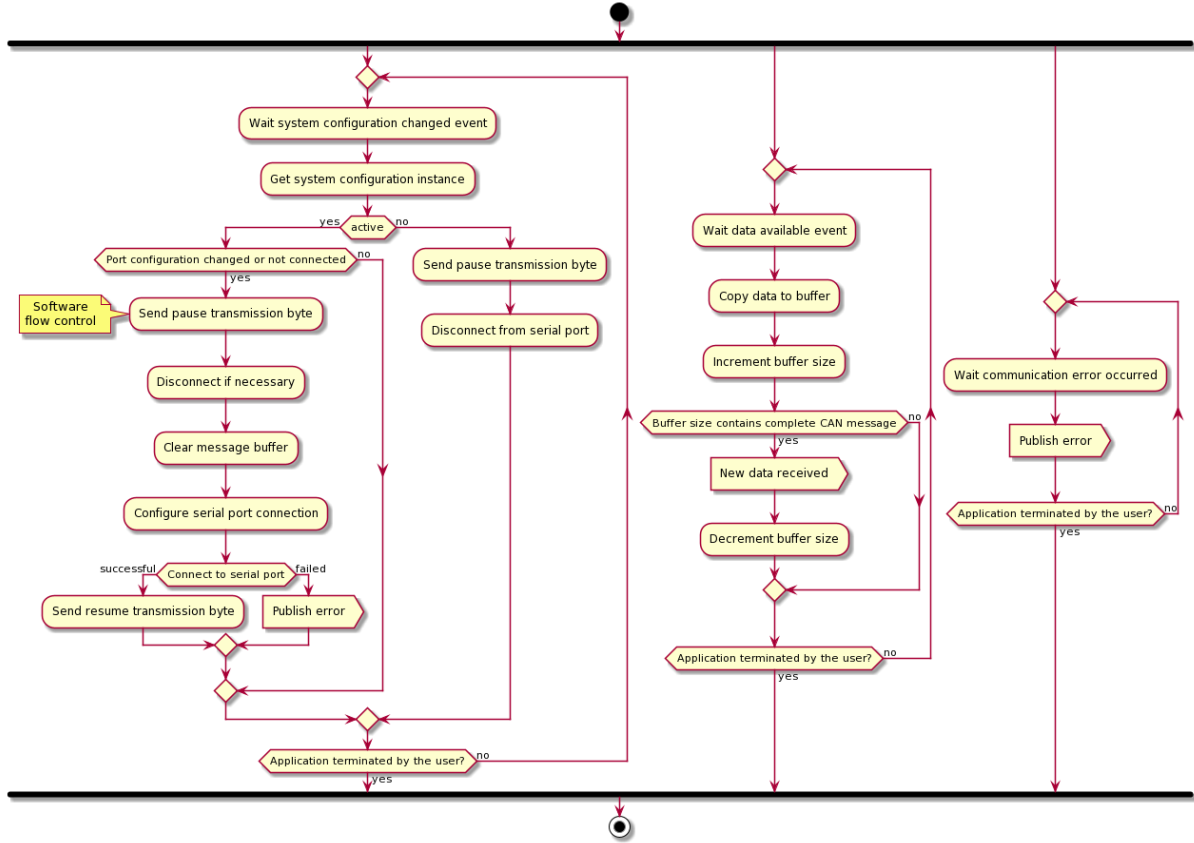 Wait system configuration changed event
Get system configuration instance
yes
active
no
Port configuration changed or not connected
no
yes
Software
flow control
Send pause transmission byte
Disconnect if necessary
Clear message buffer
Configure serial port connection
successful
Connect to serial port
failed
Send resume transmission byte
Publish error
Send pause transmission byte
Disconnect from serial port
Application terminated by the user?
no
yes
Wait data available event
Copy data to buffer
Increment buffer size
Buffer size contains complete CAN message
no
yes
New data received
Decrement buffer size
Application terminated by the user?
no
yes
Wait communication error occurred
Publish error
Application terminated by the user?
no
yes